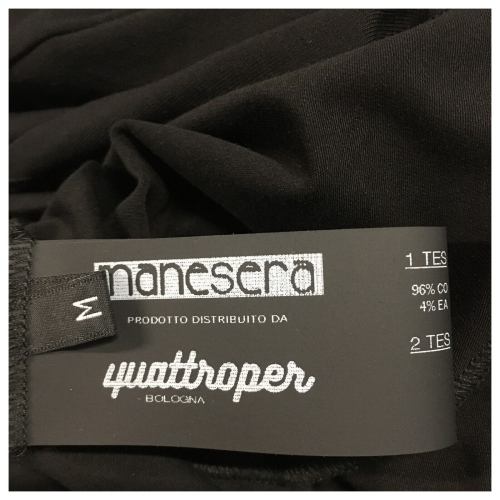 manesera
PRODOTTO DISTRIBUITO DA
quattroper
BOLOGNA
M
1 TES
96% CO
4% EA
2 TES